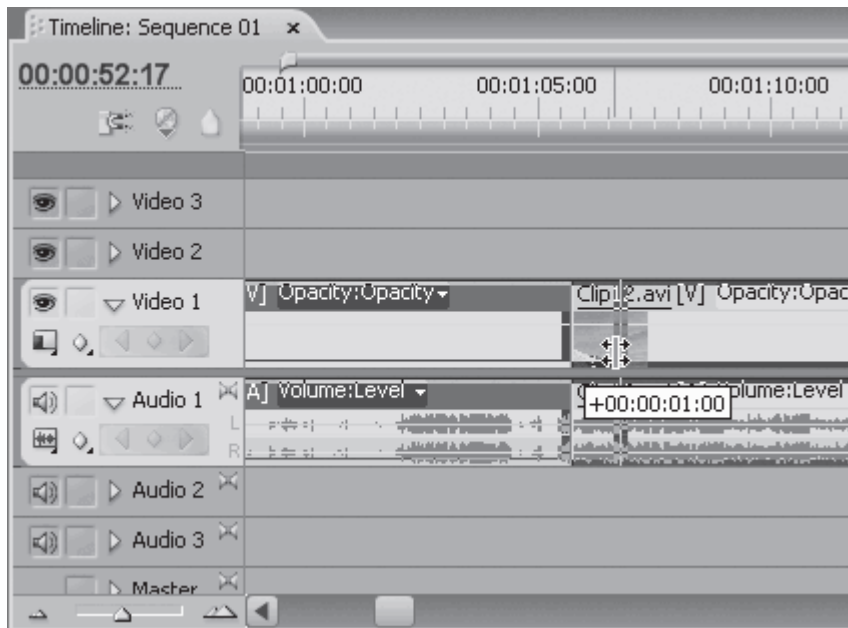 Timeline: Sequence 01 x
00:00:52:17
00:01:00:00 00:01:05:00 00:01:10:00
Video 3
Video 2
Video 1
V] Opacity:Opacity
Clip12.avi [V] Opacity:Opac
Audio 1
L
R
A] Volume:Level
+00:00:01:00
olume:Level
Audio 2
Audio 3
Master